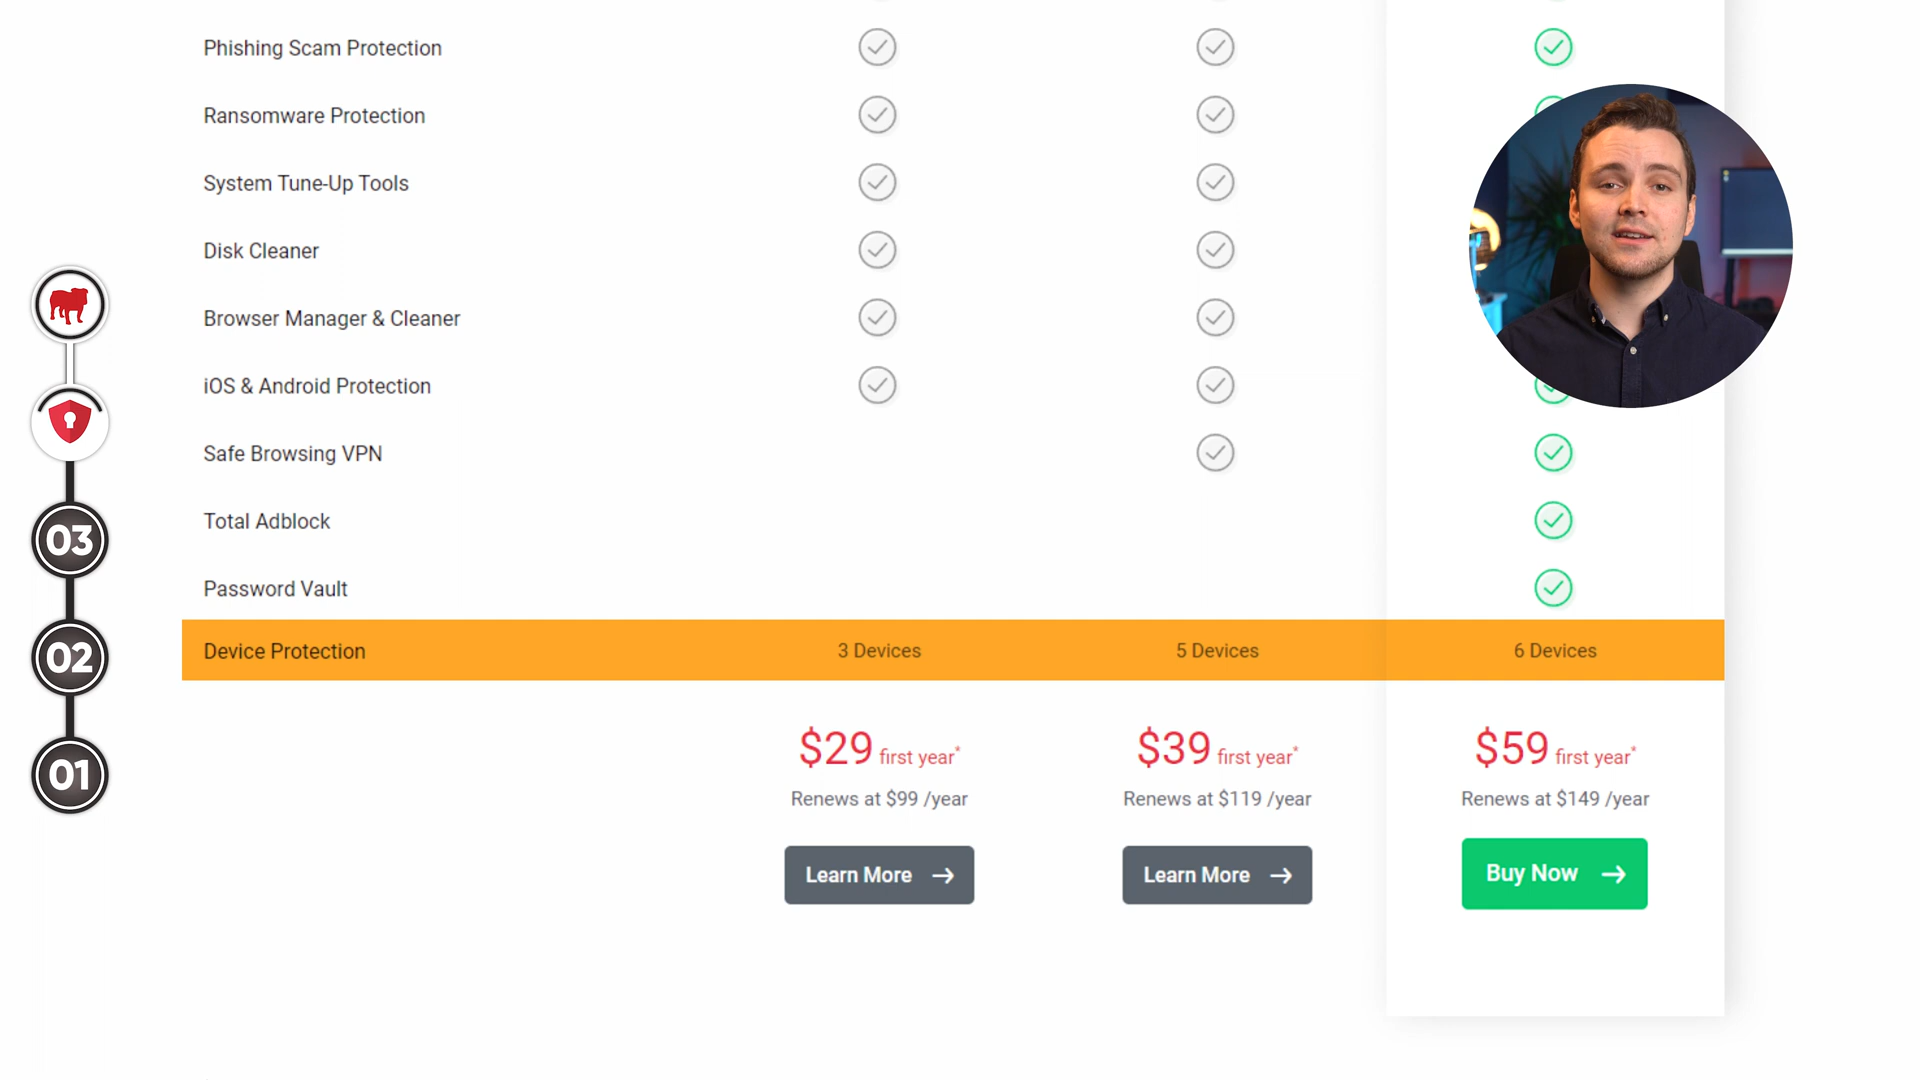 Phishing Scam Protection
Ransomware Protection
System Tune-Up Tools
Disk Cleaner
Browser Manager & Cleaner
iOS & Android Protection
Safe Browsing VPN
Total Adblock
Password Vault
Device Protection 3 Devices 5 Devices 6 Devices
$29 first year* $39 first year* $59 first year*
Renews at $99 /year Renews at $119 /year Renews at $149 /year
Learn More Learn More Buy Now
03
02
01